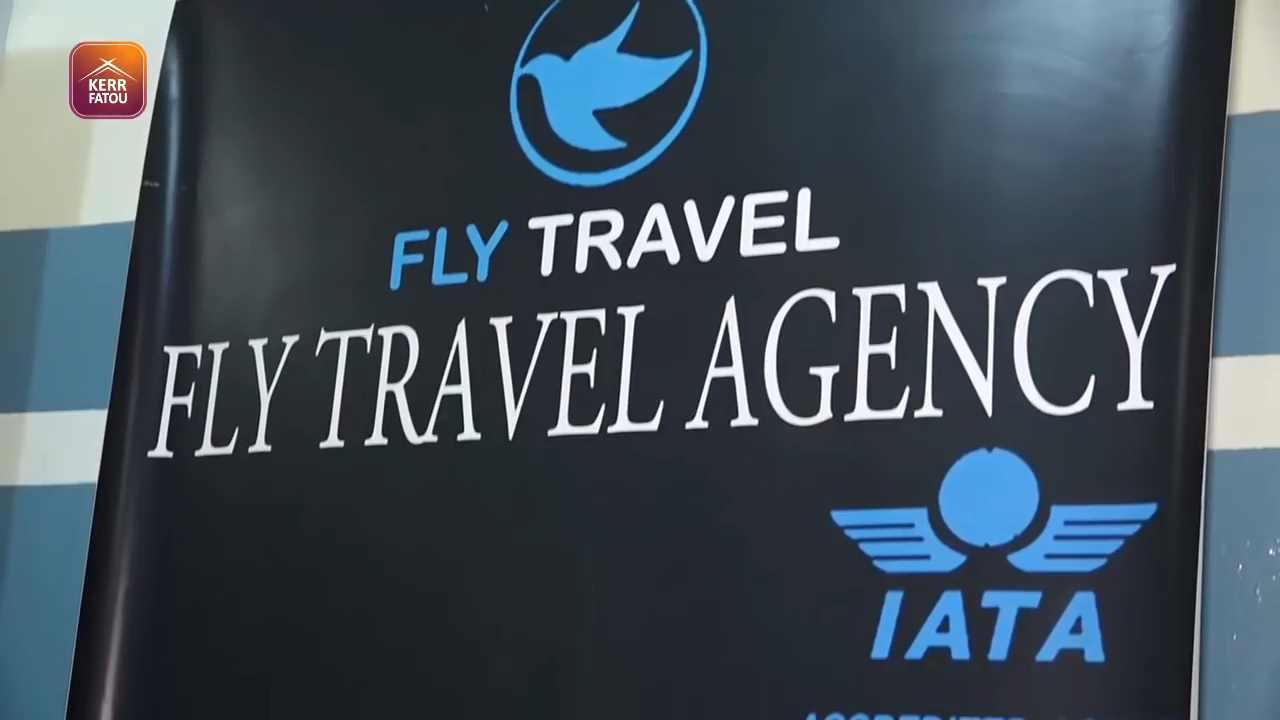 KERR
FATOU
FLY TRAVEL
FLY TRAVEL AGENCY
IATA